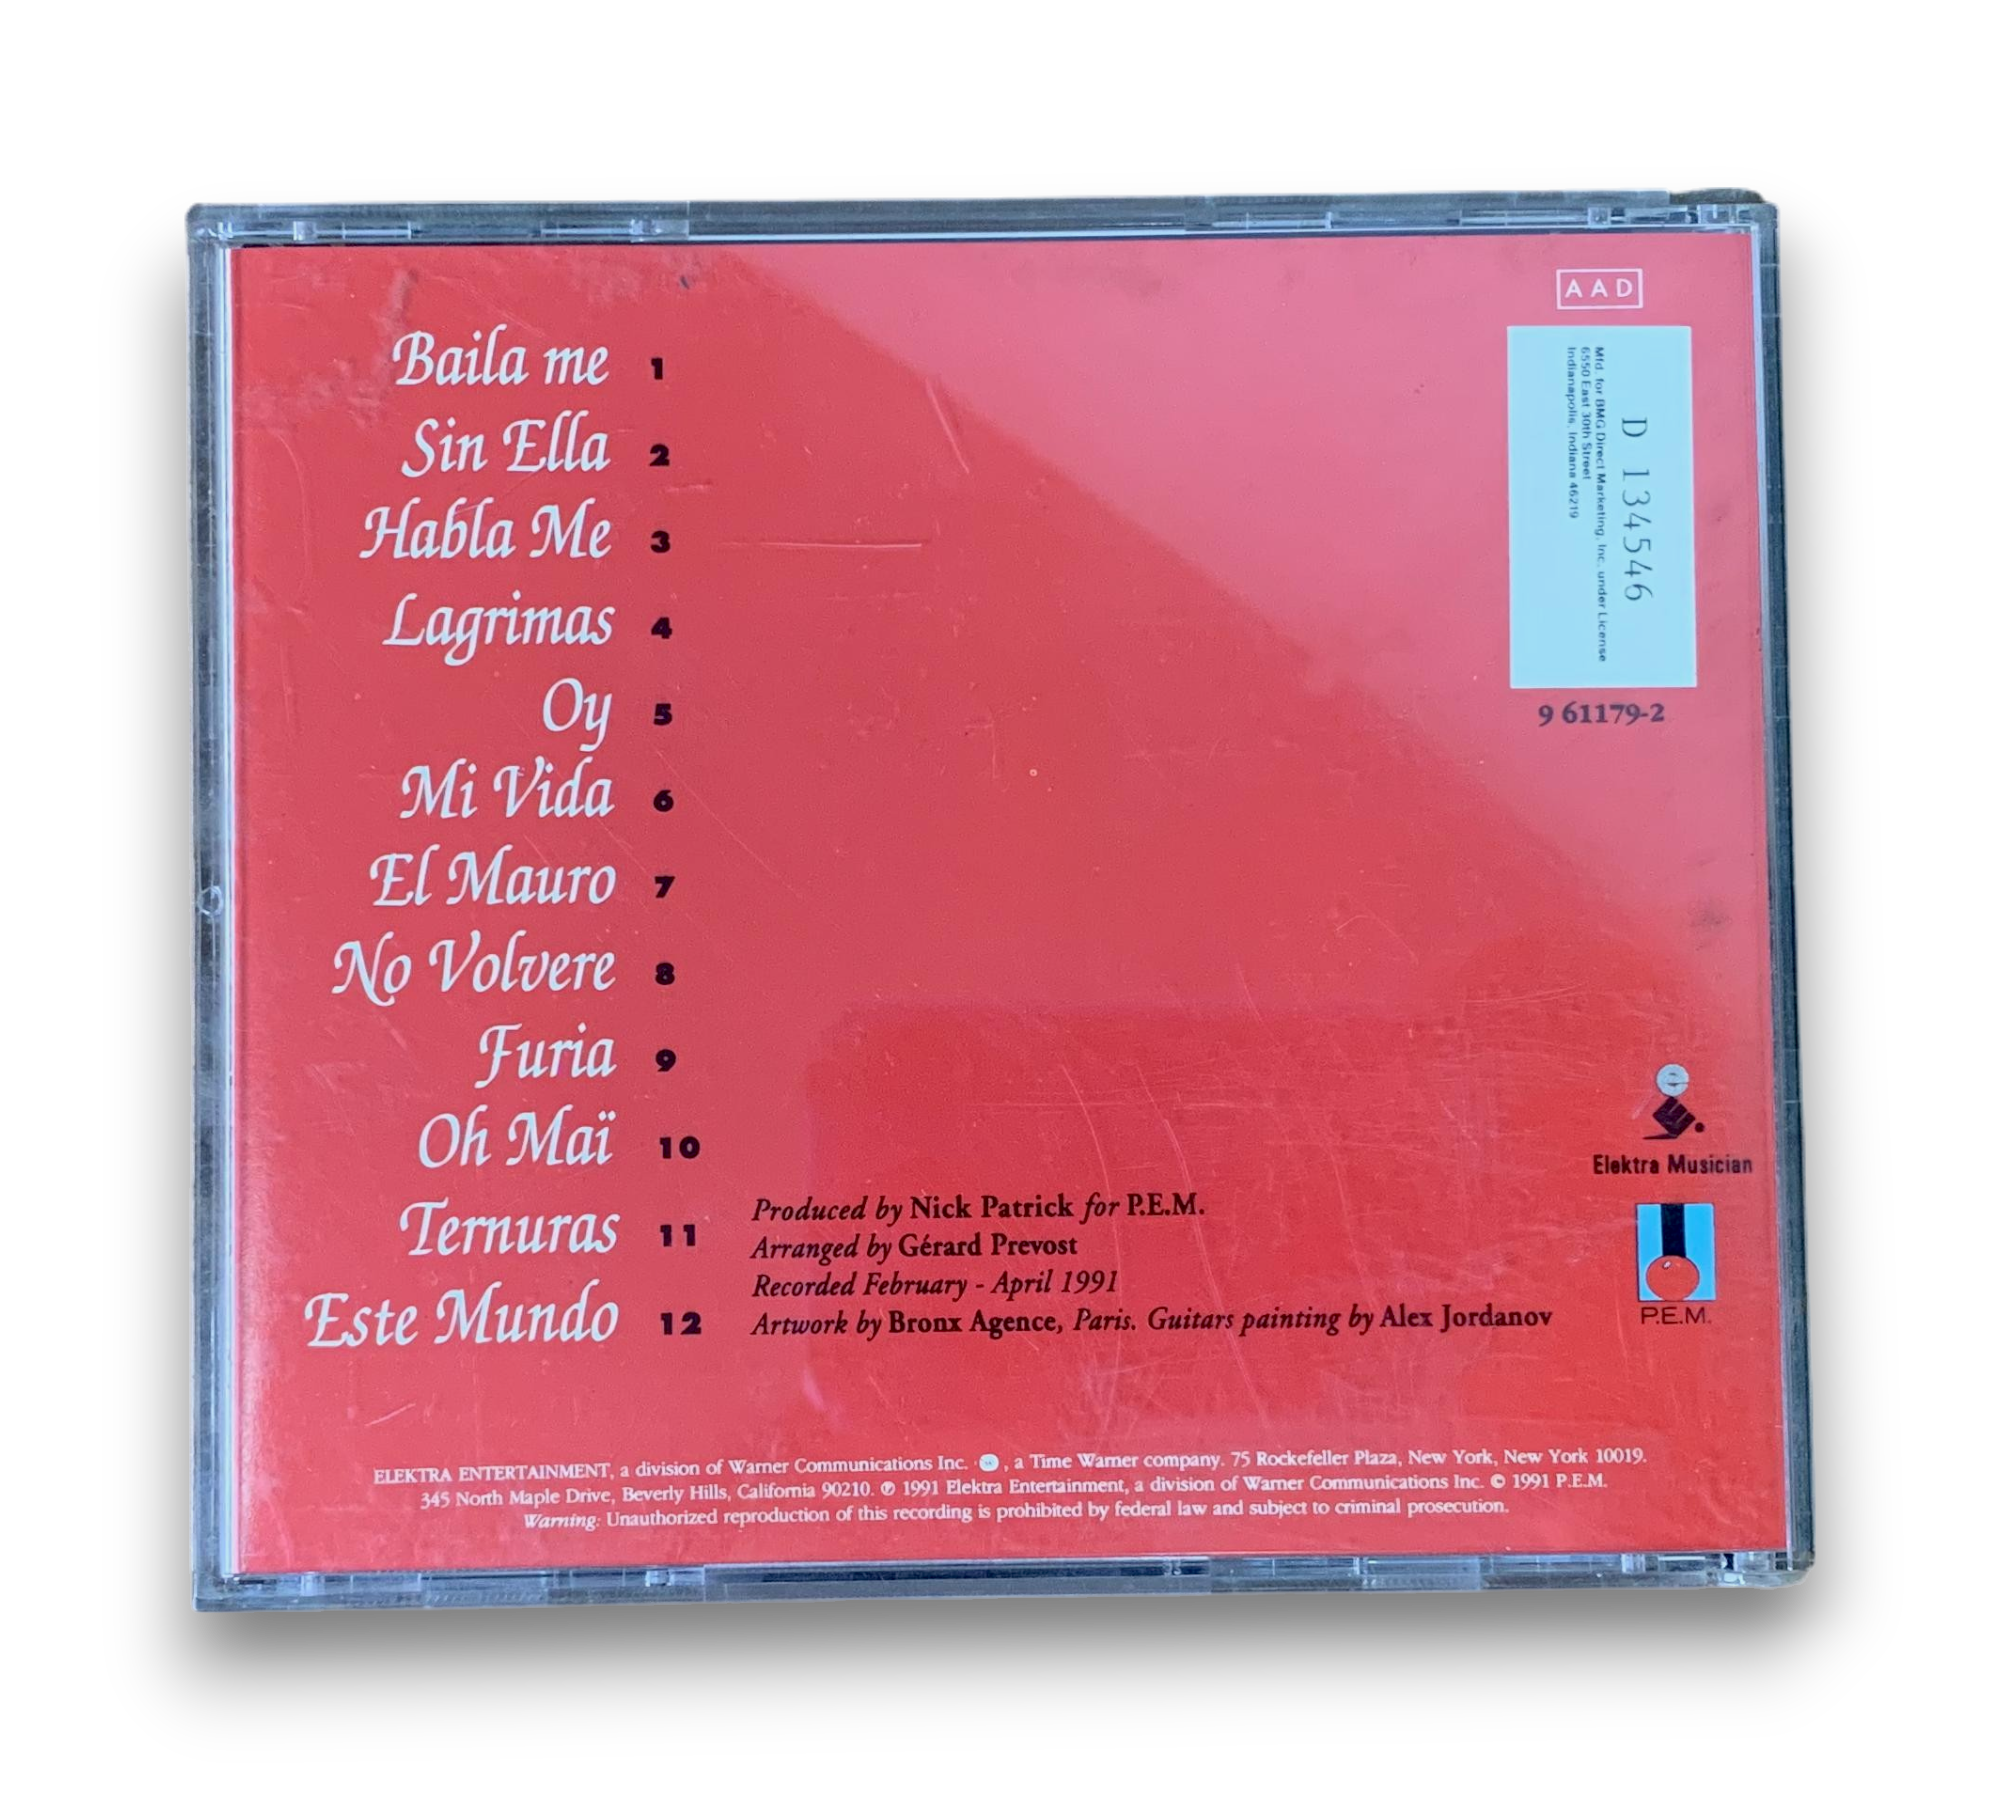 AAD
Baila me 1
Sin Ella 2
Habla Me 3
Lagrimas 4
Oy 5
Mi Vida 6
El Mauro 7
No Volvere 8
Furia 9
Oh Maï 10
Ternuras 11
Este Mundo 12
D 134546
Mfd. for BMG Direct Marketing, Inc. under License
6550 East 30th Street
Indianapolis, Indiana 46219
9 61179-2
e
Elektra Musician
P.E.M.
Produced by Nick Patrick for P.E.M.
Arranged by Gérard Prevost
Recorded February - April 1991
Artwork by Bronx Agence, Paris. Guitars painting by Alex Jordanov
ELEKTRA ENTERTAINMENT, a division of Warner Communications Inc. , a Time Warner company. 75 Rockefeller Plaza, New York, New York 10019.
345 North Maple Drive, Beverly Hills, California 90210. ℗ 1991 Elektra Entertainment, a division of Warner Communications Inc. © 1991 P.E.M.
Warning: Unauthorized reproduction of this recording is prohibited by federal law and subject to criminal prosecution.